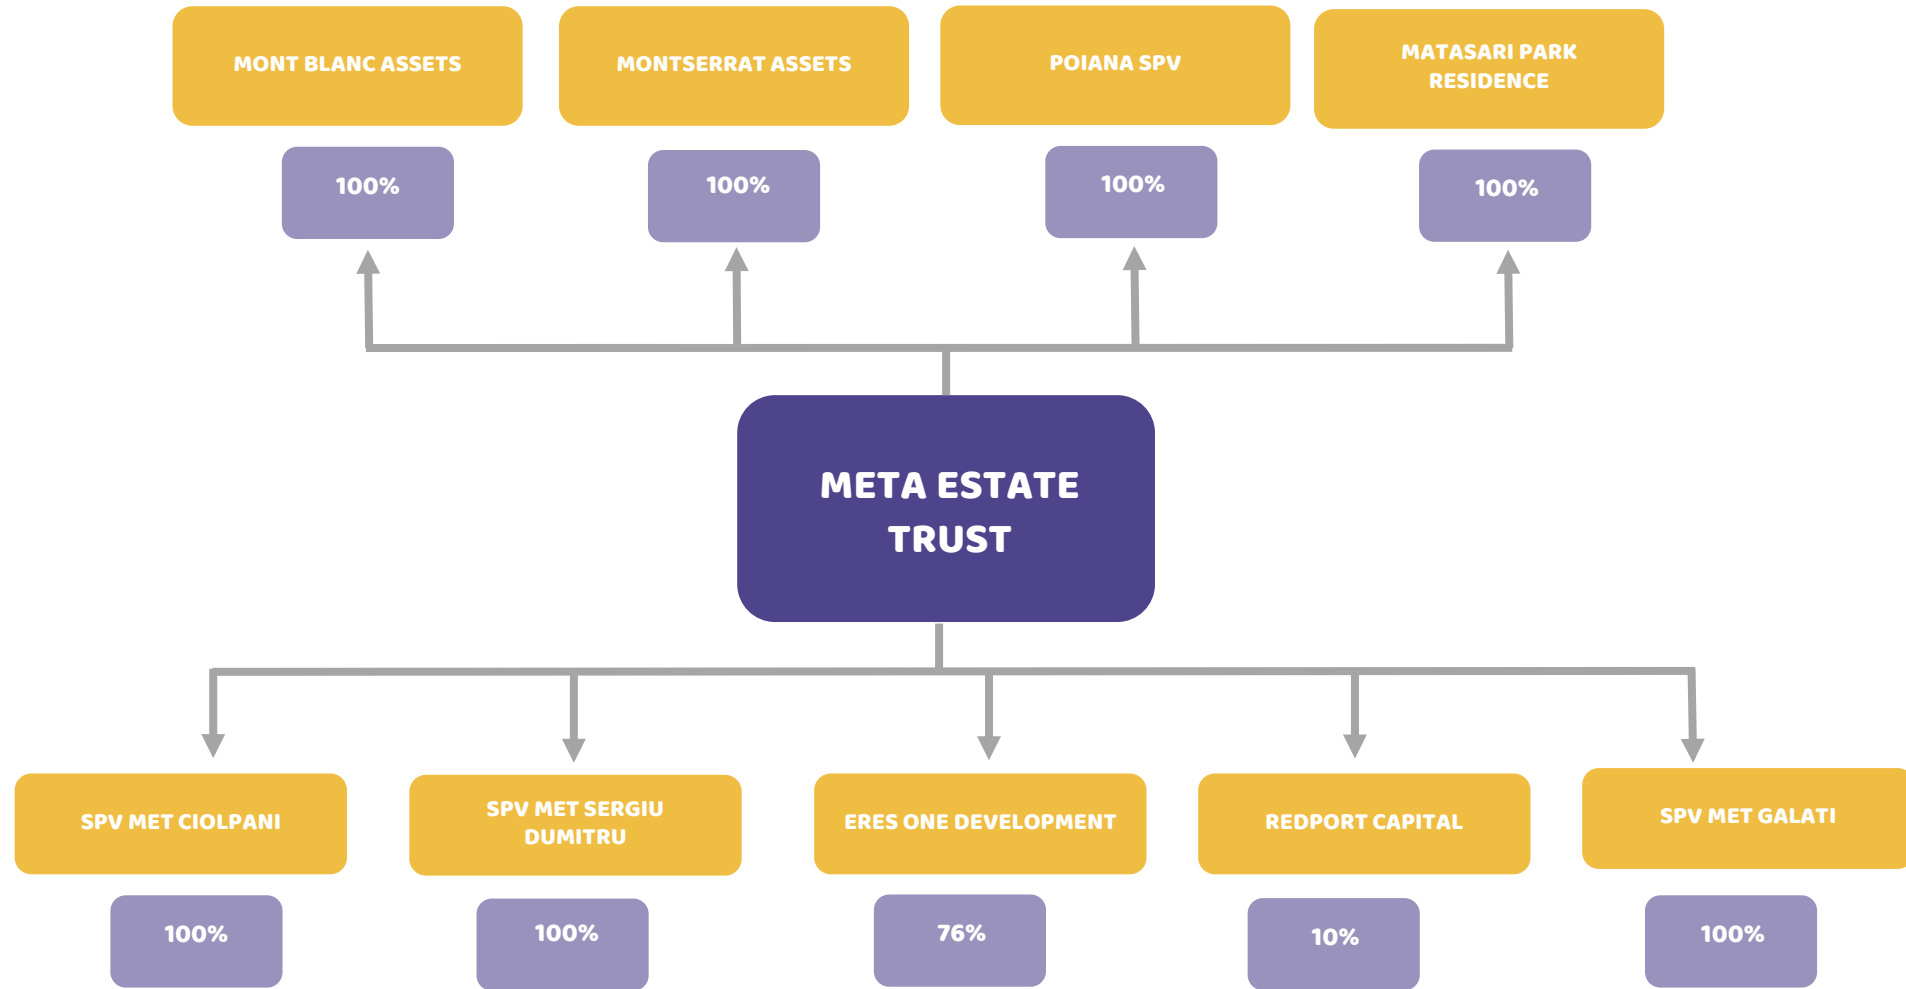 MONT BLANC ASSETS
MONTSERRAT ASSETS
POIANA SPV
MATASARI PARK
RESIDENCE
100%
100%
100%
100%
META ESTATE
TRUST
SPV MET CIOLPANI
SPV MET SERGIU
DUMITRU
ERES ONE DEVELOPMENT
REDPORT CAPITAL
SPV MET GALATI
100%
100%
76%
10%
100%